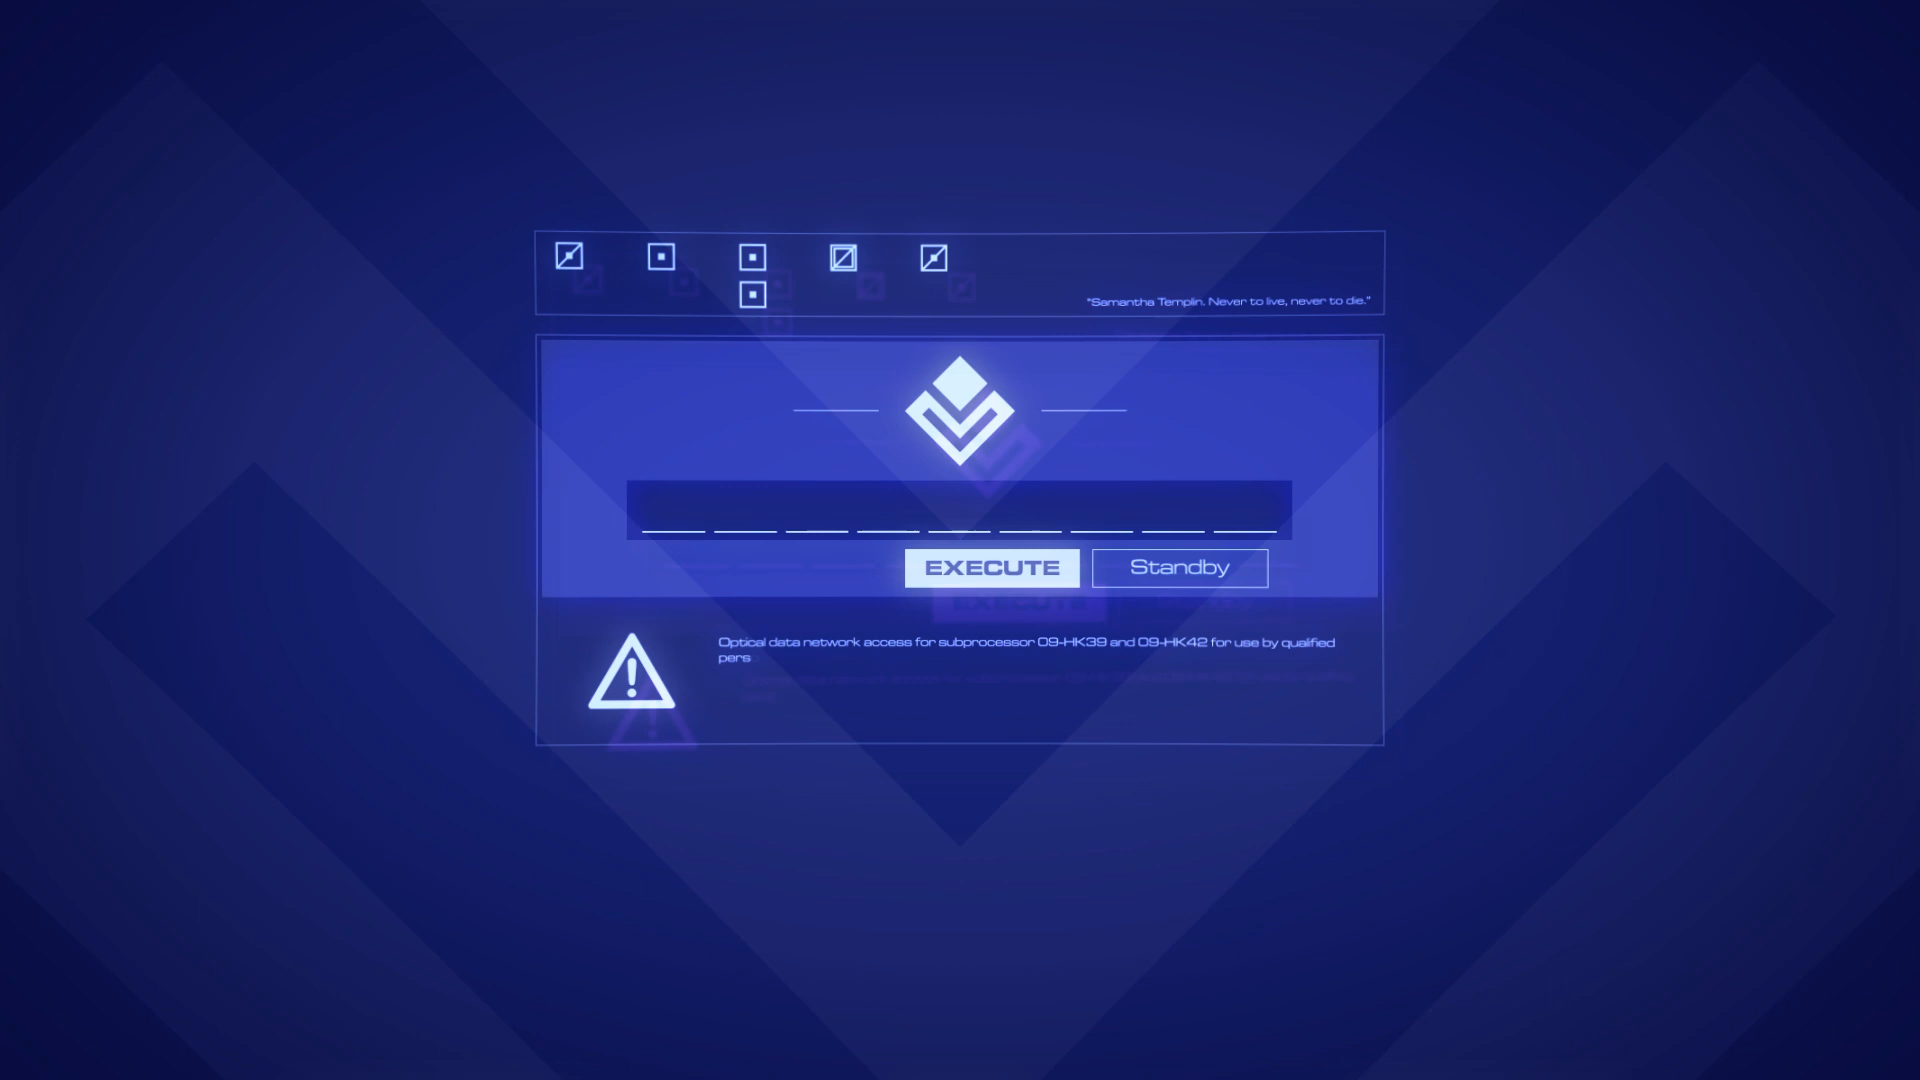 "Samantha Templin. Never to live, never to die."
EXECUTE
Standby
Optical data network access for subprocessor 09-HK39 and 09-HK42 for use by qualified
pers